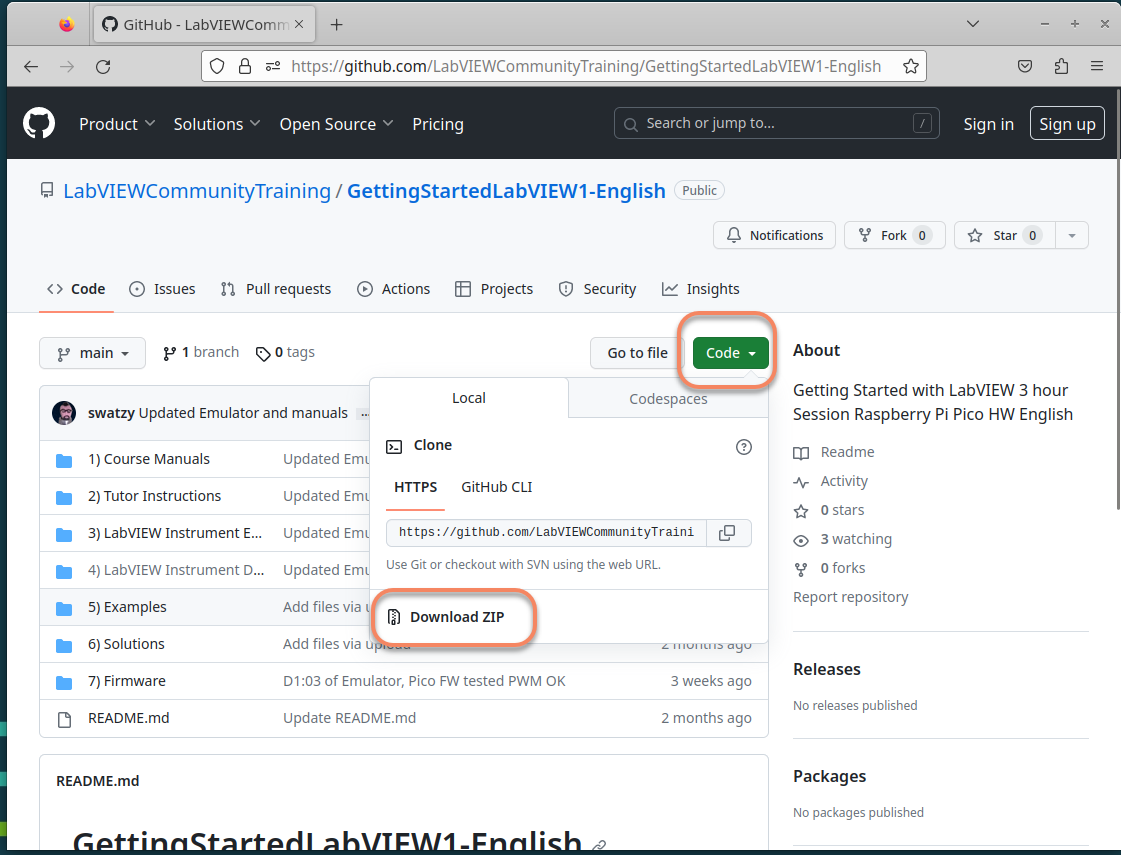 GitHub - LabVIEWComm
https://github.com/LabVIEWCommunityTraining/GettingStartedLabVIEW1-English
Product Solutions Open Source Pricing Search or jump to... / Sign in Sign up
LabVIEWCommunityTraining / GettingStartedLabVIEW1-English Public
Notifications Fork 0 Star 0
Code Issues Pull requests Actions Projects Security Insights
main 1 branch 0 tags Go to file Code
swatzy Updated Emulator and manuals ...
1) Course Manuals Updated Emu
2) Tutor Instructions Updated Emu
3) LabVIEW Instrument E... Updated Emu
4) LabVIEW Instrument D... Updated Emu
5) Examples Add files via u
6) Solutions Add files via upload 2 months ago
7) Firmware D1:03 of Emulator, Pico FW tested PWM OK 3 weeks ago
README.md Update README.md 2 months ago
Local Codespaces
Clone
HTTPS GitHub CLI
https://github.com/LabVIEWCommunityTraini
Use Git or checkout with SVN using the web URL.
Download ZIP
About
Getting Started with LabVIEW 3 hour
Session Raspberry Pi Pico HW English
Readme
Activity
0 stars
3 watching
0 forks
Report repository
Releases
No releases published
Packages
No packages published
README.md
GettingStartedLabVIEW1-English